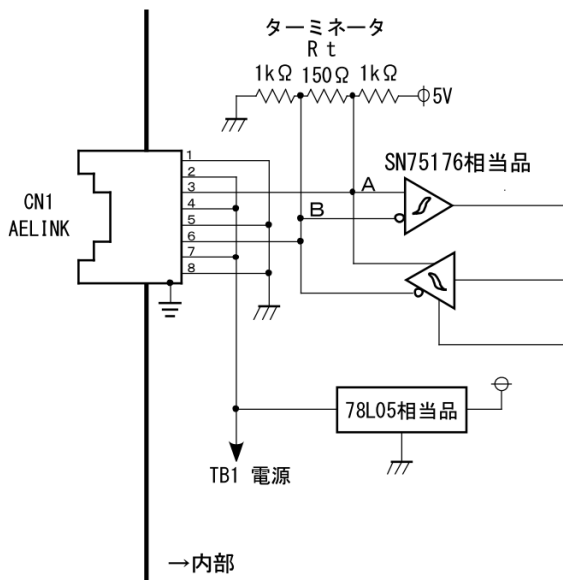 ターミネータ
Rt
1kΩ 150Ω 1kΩ
5V
SN75176相当品
CN1
AELINK
1
2
3
4
5
6
7
8
A
B
78L05相当品
TB1 電源
→内部